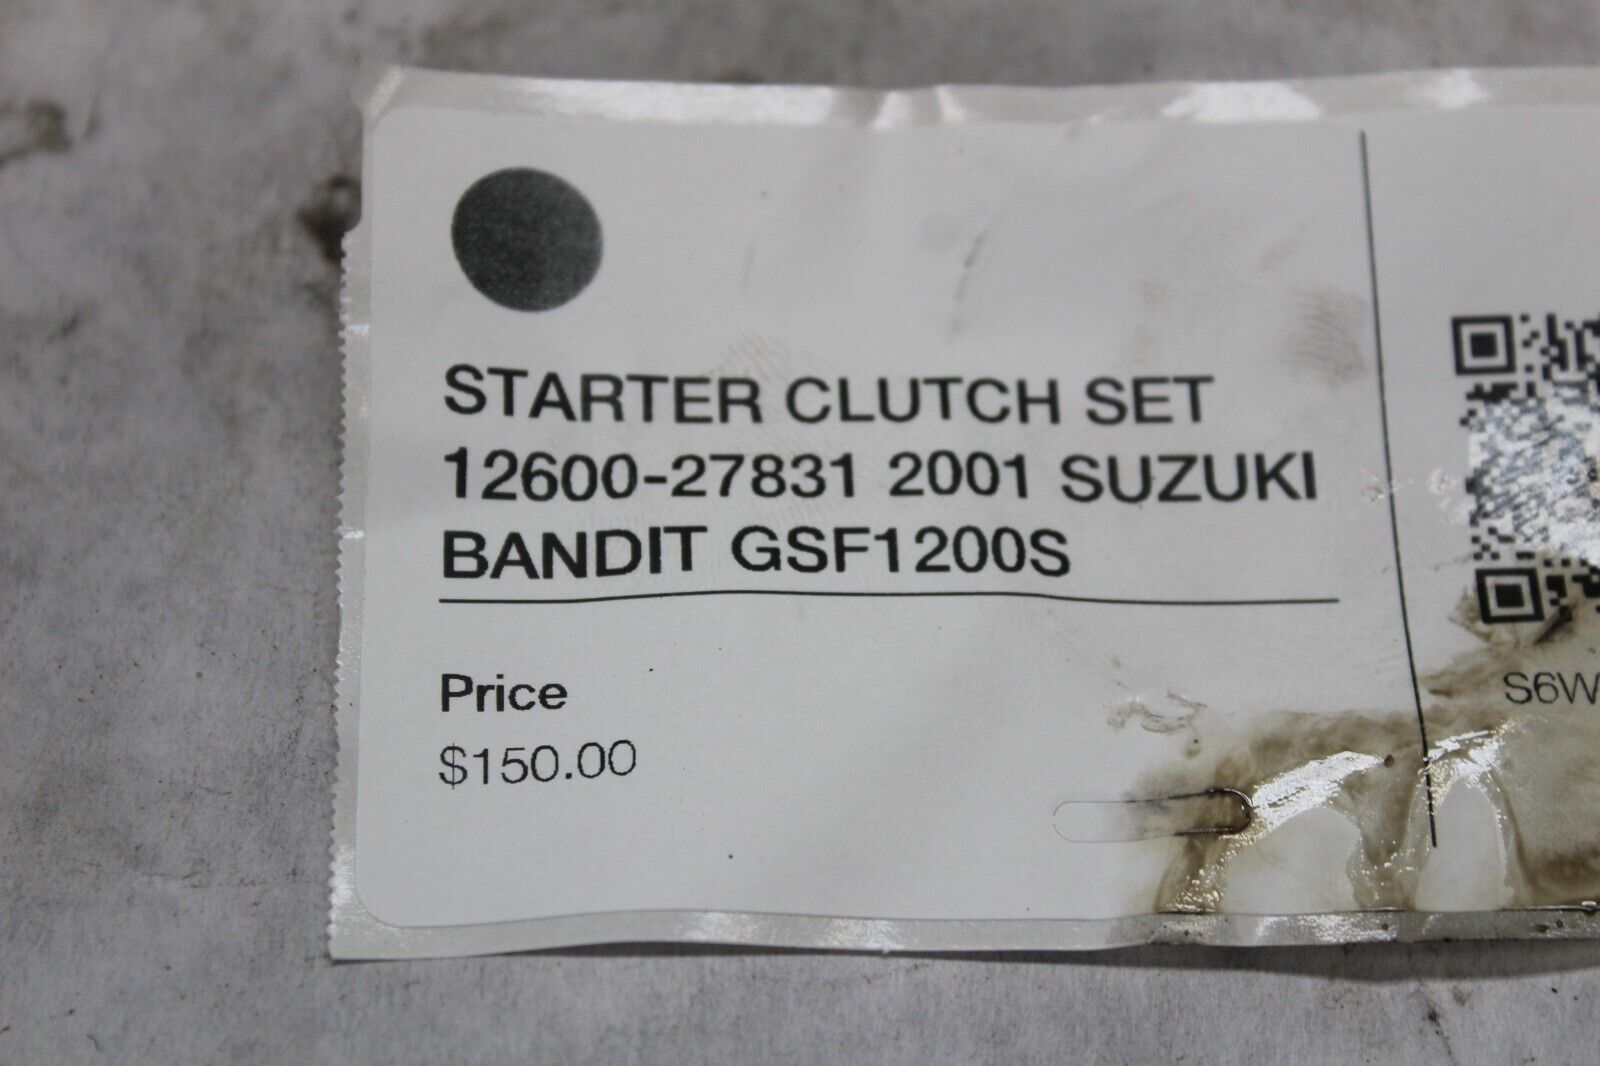 STARTER CLUTCH SET
12600-27831 2001 SUZUKI
BANDIT GSF1200S
Price
$150.00
S6W